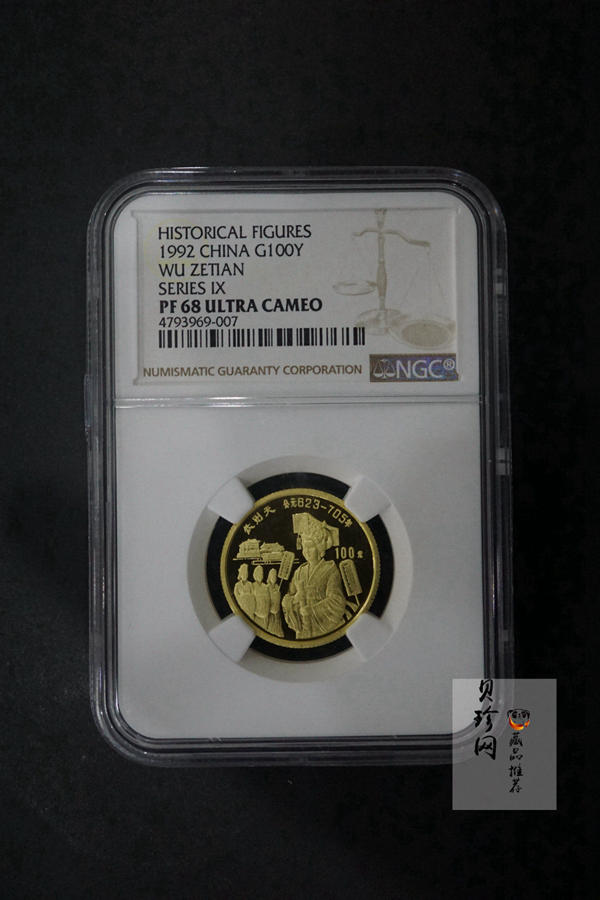 HISTORICAL FIGURES
1992 CHINA G100Y
WU ZETIAN
SERIES IX
PF 68 ULTRA CAMEO
4793969-007
NUMISMATIC GUARANTY CORPORATION
NGC®
武则天 公元623-705年
100元
贝珍网
藏品推荐